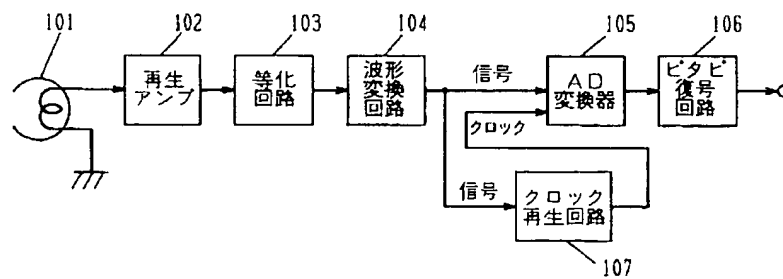 101
102
103
104
105
106
再生
アンプ
等化
回路
波形
変換
回路
信号
AD
変換器
ビタビ
復号
回路
クロック
信号
クロック
再生回路
107